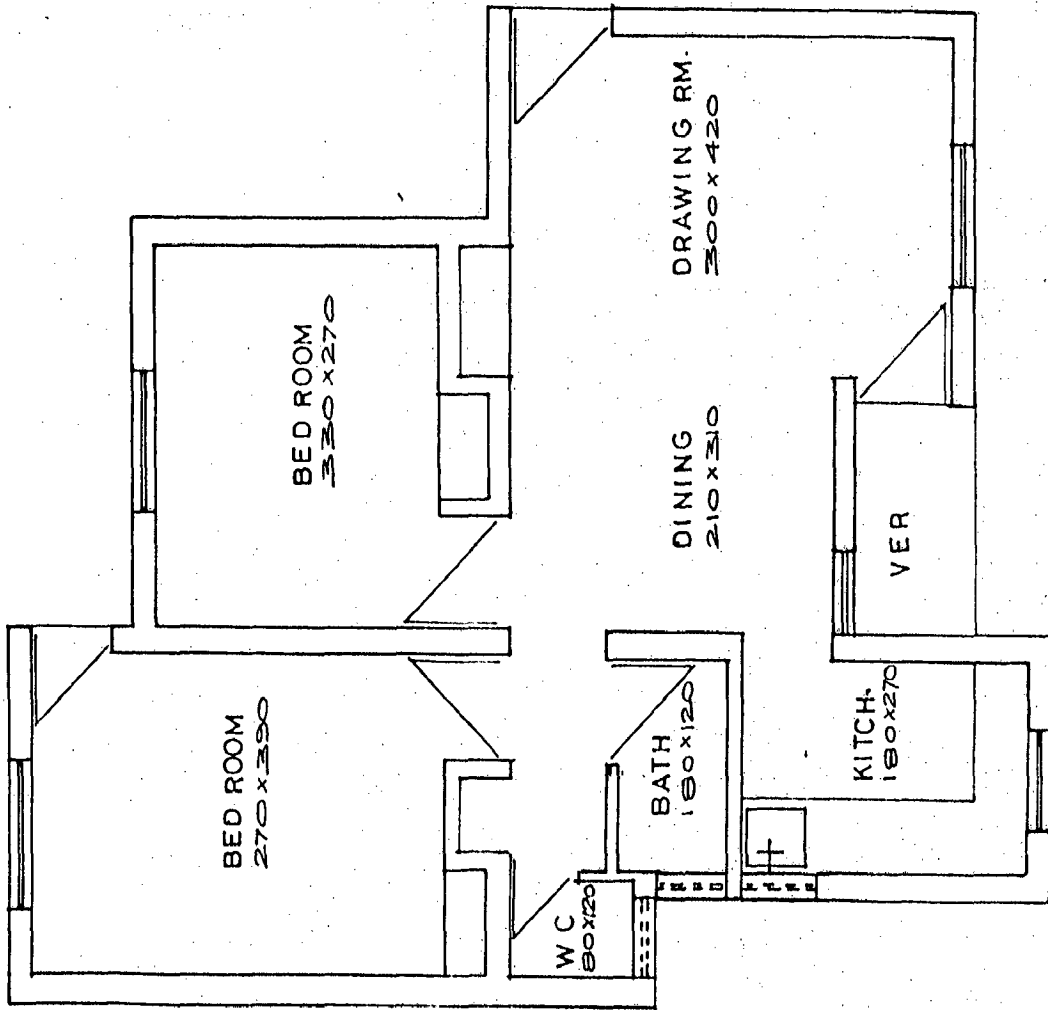 BED ROOM
330 x 270
DRAWING RM.
300 x 420
DINING
210 x 310
VER
BED ROOM
270 x 390
BATH
180 x 120
KITCH.
180 x 270
W C
80 x 120